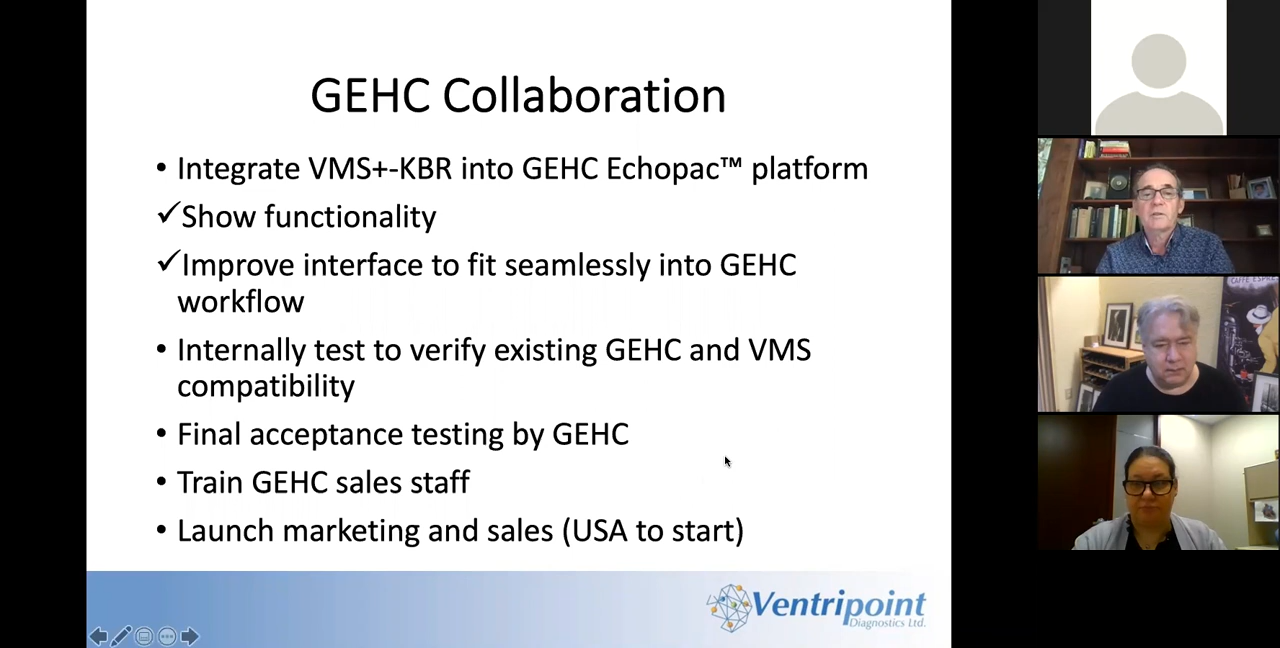 GEHC Collaboration
• Integrate VMS+-KBR into GEHC Echopac™ platform
✓Show functionality
✓Improve interface to fit seamlessly into GEHC
workflow
• Internally test to verify existing GEHC and VMS
compatibility
• Final acceptance testing by GEHC
• Train GEHC sales staff
• Launch marketing and sales (USA to start)
Ventripoint
Diagnostics Ltd.